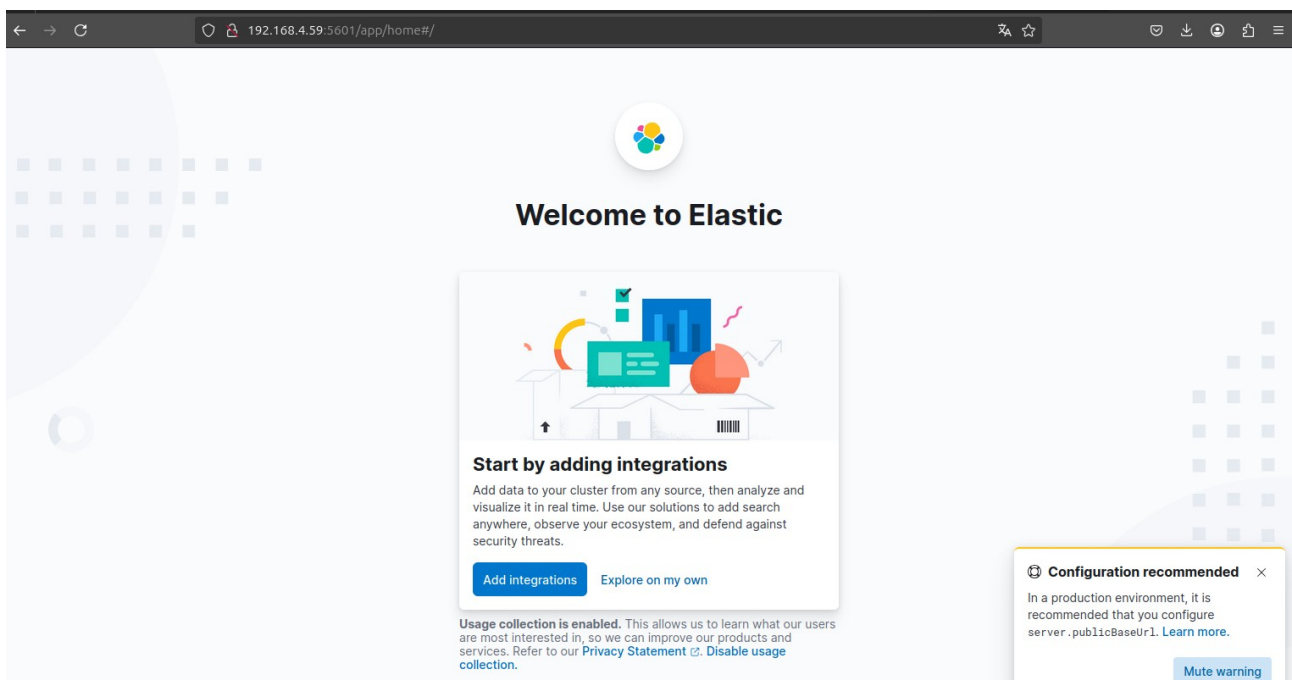 192.168.4.59:5601/app/home#/
Welcome to Elastic
Start by adding integrations
Add data to your cluster from any source, then analyze and
visualize it in real time. Use our solutions to add search
anywhere, observe your ecosystem, and defend against
security threats.
Add integrations
Explore on my own
Usage collection is enabled. This allows us to learn what our users
are most interested in, so we can improve our products and
services. Refer to our Privacy Statement. Disable usage
collection.
Configuration recommended
In a production environment, it is
recommended that you configure
server.publicBaseUrl. Learn more.
Mute warning